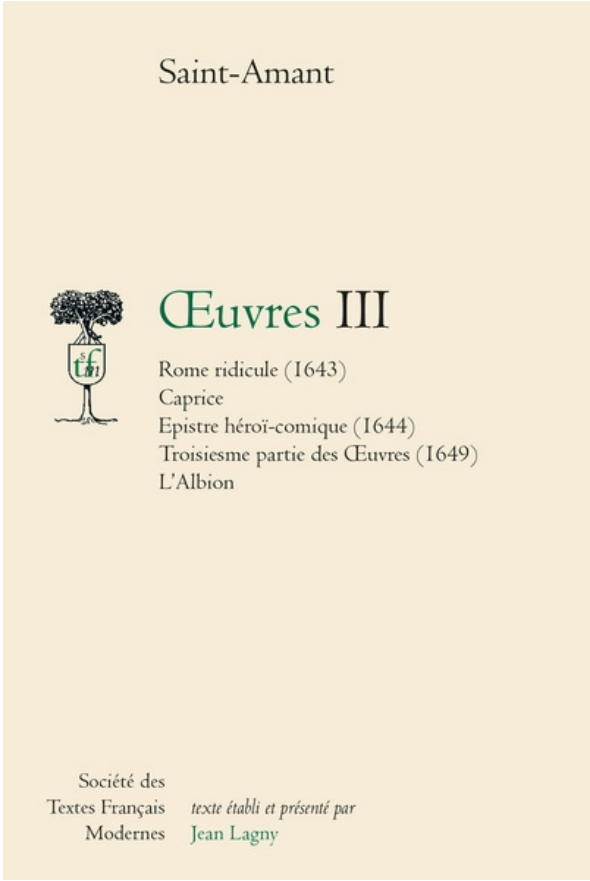 Saint-Amant
Œuvres III
stfm
Rome ridicule (1643)
Caprice
Epistre héroï-comique (1644)
Troisiesme partie des Œuvres (1649)
L'Albion
Société des
Textes Français
Modernes
texte établi et présenté par
Jean Lagny